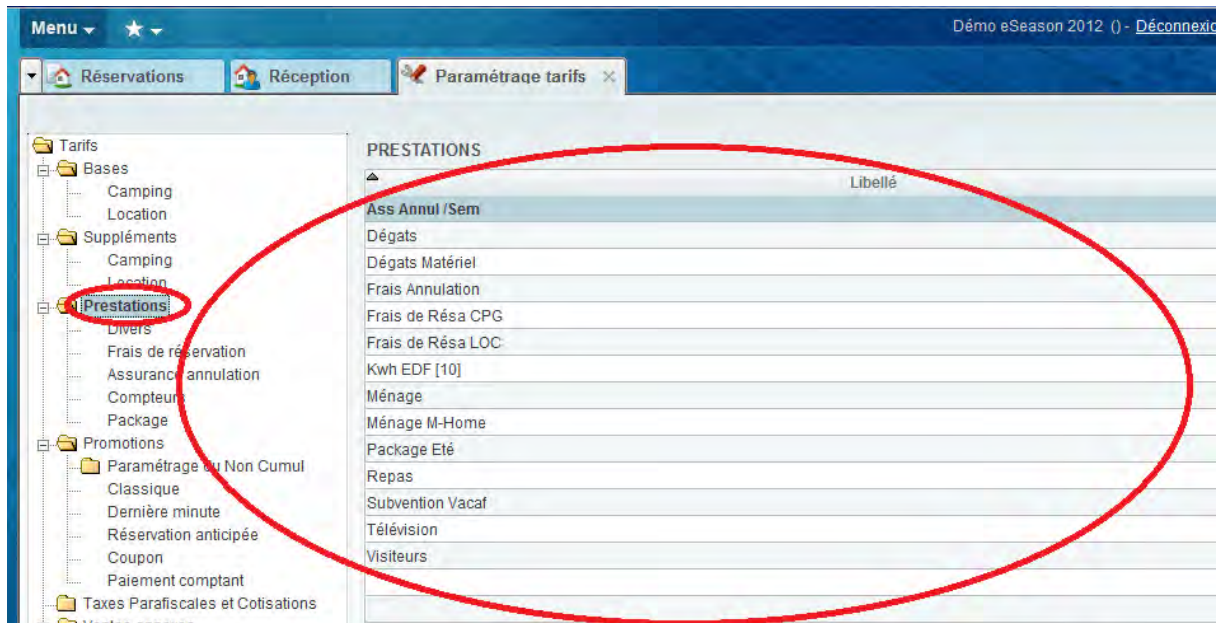 Menu
Démo eSeason 2012 () - Déconnexio
Réservations
Réception
Paramétrage tarifs
Tarifs
Bases
Camping
Location
Suppléments
Camping
Location
Prestations
Divers
Frais de réservation
Assurance annulation
Compteurs
Package
Promotions
Paramétrage du Non Cumul
Classique
Dernière minute
Réservation anticipée
Coupon
Paiement comptant
Taxes Parafiscales et Cotisations
PRESTATIONS
Libellé
Ass Annul /Sem
Dégats
Dégats Matériel
Frais Annulation
Frais de Résa CPG
Frais de Résa LOC
Kwh EDF [10]
Ménage
Ménage M-Home
Package Eté
Repas
Subvention Vacaf
Télévision
Visiteurs